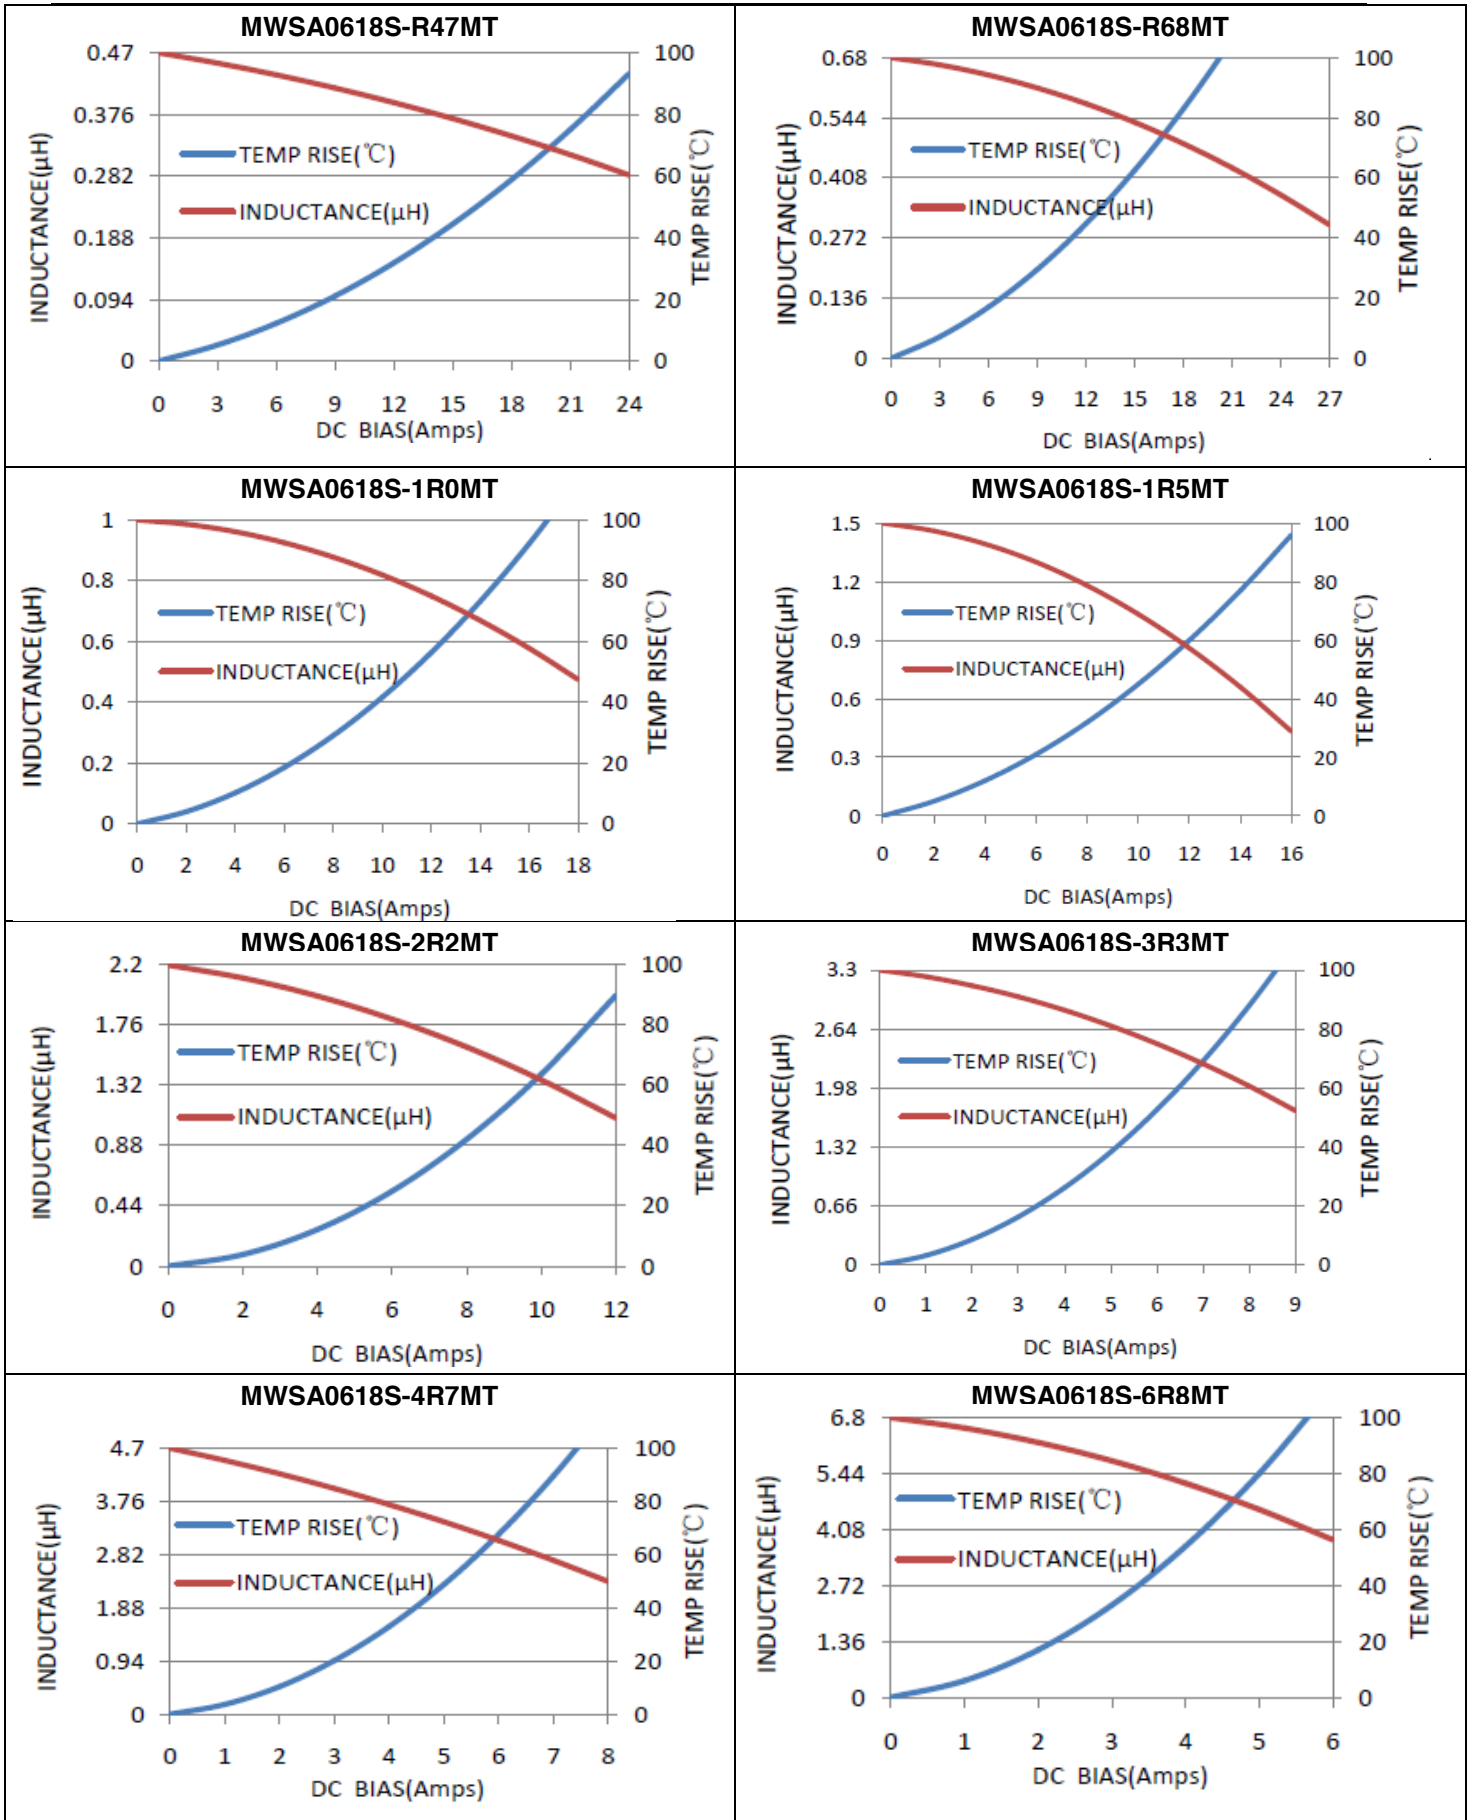 MWSA0618S-R47MT
0.47
0.376
0.282
0.188
0.094
0
100
80
60
40
20
0
INDUCTANCE(μH)
TEMP RISE(℃)
TEMP RISE(℃)
INDUCTANCE(μH)
0 3 6 9 12 15 18 21 24
DC BIAS(Amps)
MWSA0618S-R68MT
0.68
0.544
0.408
0.272
0.136
0
100
80
60
40
20
0
INDUCTANCE(μH)
TEMP RISE(℃)
TEMP RISE(℃)
INDUCTANCE(μH)
0 3 6 9 12 15 18 21 24 27
DC BIAS(Amps)
MWSA0618S-1R0MT
1
0.8
0.6
0.4
0.2
0
100
80
60
40
20
0
INDUCTANCE(μH)
TEMP RISE(℃)
TEMP RISE(℃)
INDUCTANCE(μH)
0 2 4 6 8 10 12 14 16 18
DC BIAS(Amps)
MWSA0618S-1R5MT
1.5
1.2
0.9
0.6
0.3
0
100
80
60
40
20
0
INDUCTANCE(μH)
TEMP RISE(℃)
TEMP RISE(℃)
INDUCTANCE(μH)
0 2 4 6 8 10 12 14 16
DC BIAS(Amps)
MWSA0618S-2R2MT
2.2
1.76
1.32
0.88
0.44
0
100
80
60
40
20
0
INDUCTANCE(μH)
TEMP RISE(℃)
TEMP RISE(℃)
INDUCTANCE(μH)
0 2 4 6 8 10 12
DC BIAS(Amps)
MWSA0618S-3R3MT
3.3
2.64
1.98
1.32
0.66
0
100
80
60
40
20
0
INDUCTANCE(μH)
TEMP RISE(℃)
TEMP RISE(℃)
INDUCTANCE(μH)
0 1 2 3 4 5 6 7 8 9
DC BIAS(Amps)
MWSA0618S-4R7MT
4.7
3.76
2.82
1.88
0.94
0
100
80
60
40
20
0
INDUCTANCE(μH)
TEMP RISE(℃)
TEMP RISE(℃)
INDUCTANCE(μH)
0 1 2 3 4 5 6 7 8
DC BIAS(Amps)
MWSA0618S-6R8MT
6.8
5.44
4.08
2.72
1.36
0
100
80
60
40
20
0
INDUCTANCE(μH)
TEMP RISE(℃)
TEMP RISE(℃)
INDUCTANCE(μH)
0 1 2 3 4 5 6
DC BIAS(Amps)